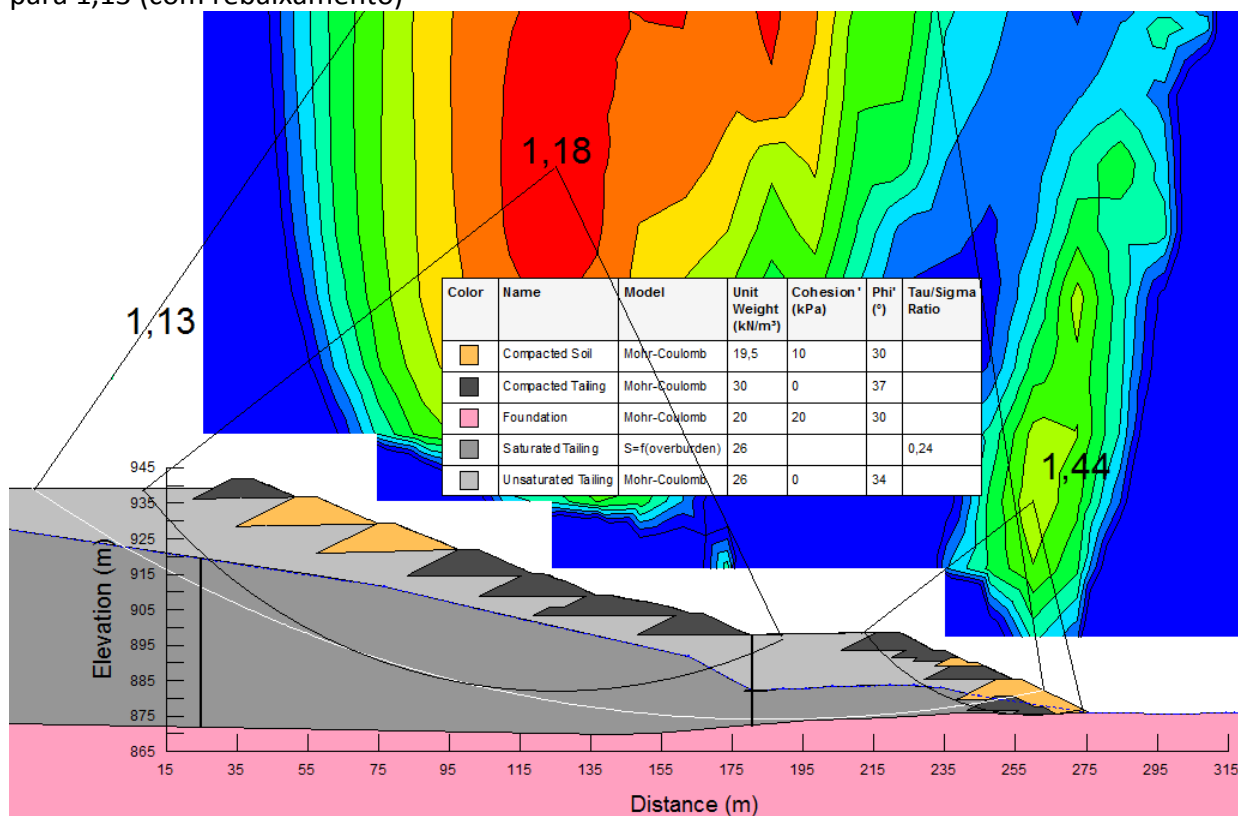 para 1,13 (com rebaixamento)
1,18
1,13
Color Name Model Unit Weight (kN/m³) Cohesion' (kPa) Phi' (°) Tau/Sigma Ratio
Compacted Soil Mohr-Coulomb 19,5 10 30
Compacted Tailing Mohr-Coulomb 30 0 37
Foundation Mohr-Coulomb 20 20 30
Saturated Tailing S=f(overburden) 26 0,24
Unsaturated Tailing Mohr-Coulomb 26 0 34
1,44
Elevation (m)
945
935
925
915
905
895
885
875
865
15 35 55 75 95 115 135 155 175 195 215 235 255 275 295 315
Distance (m)